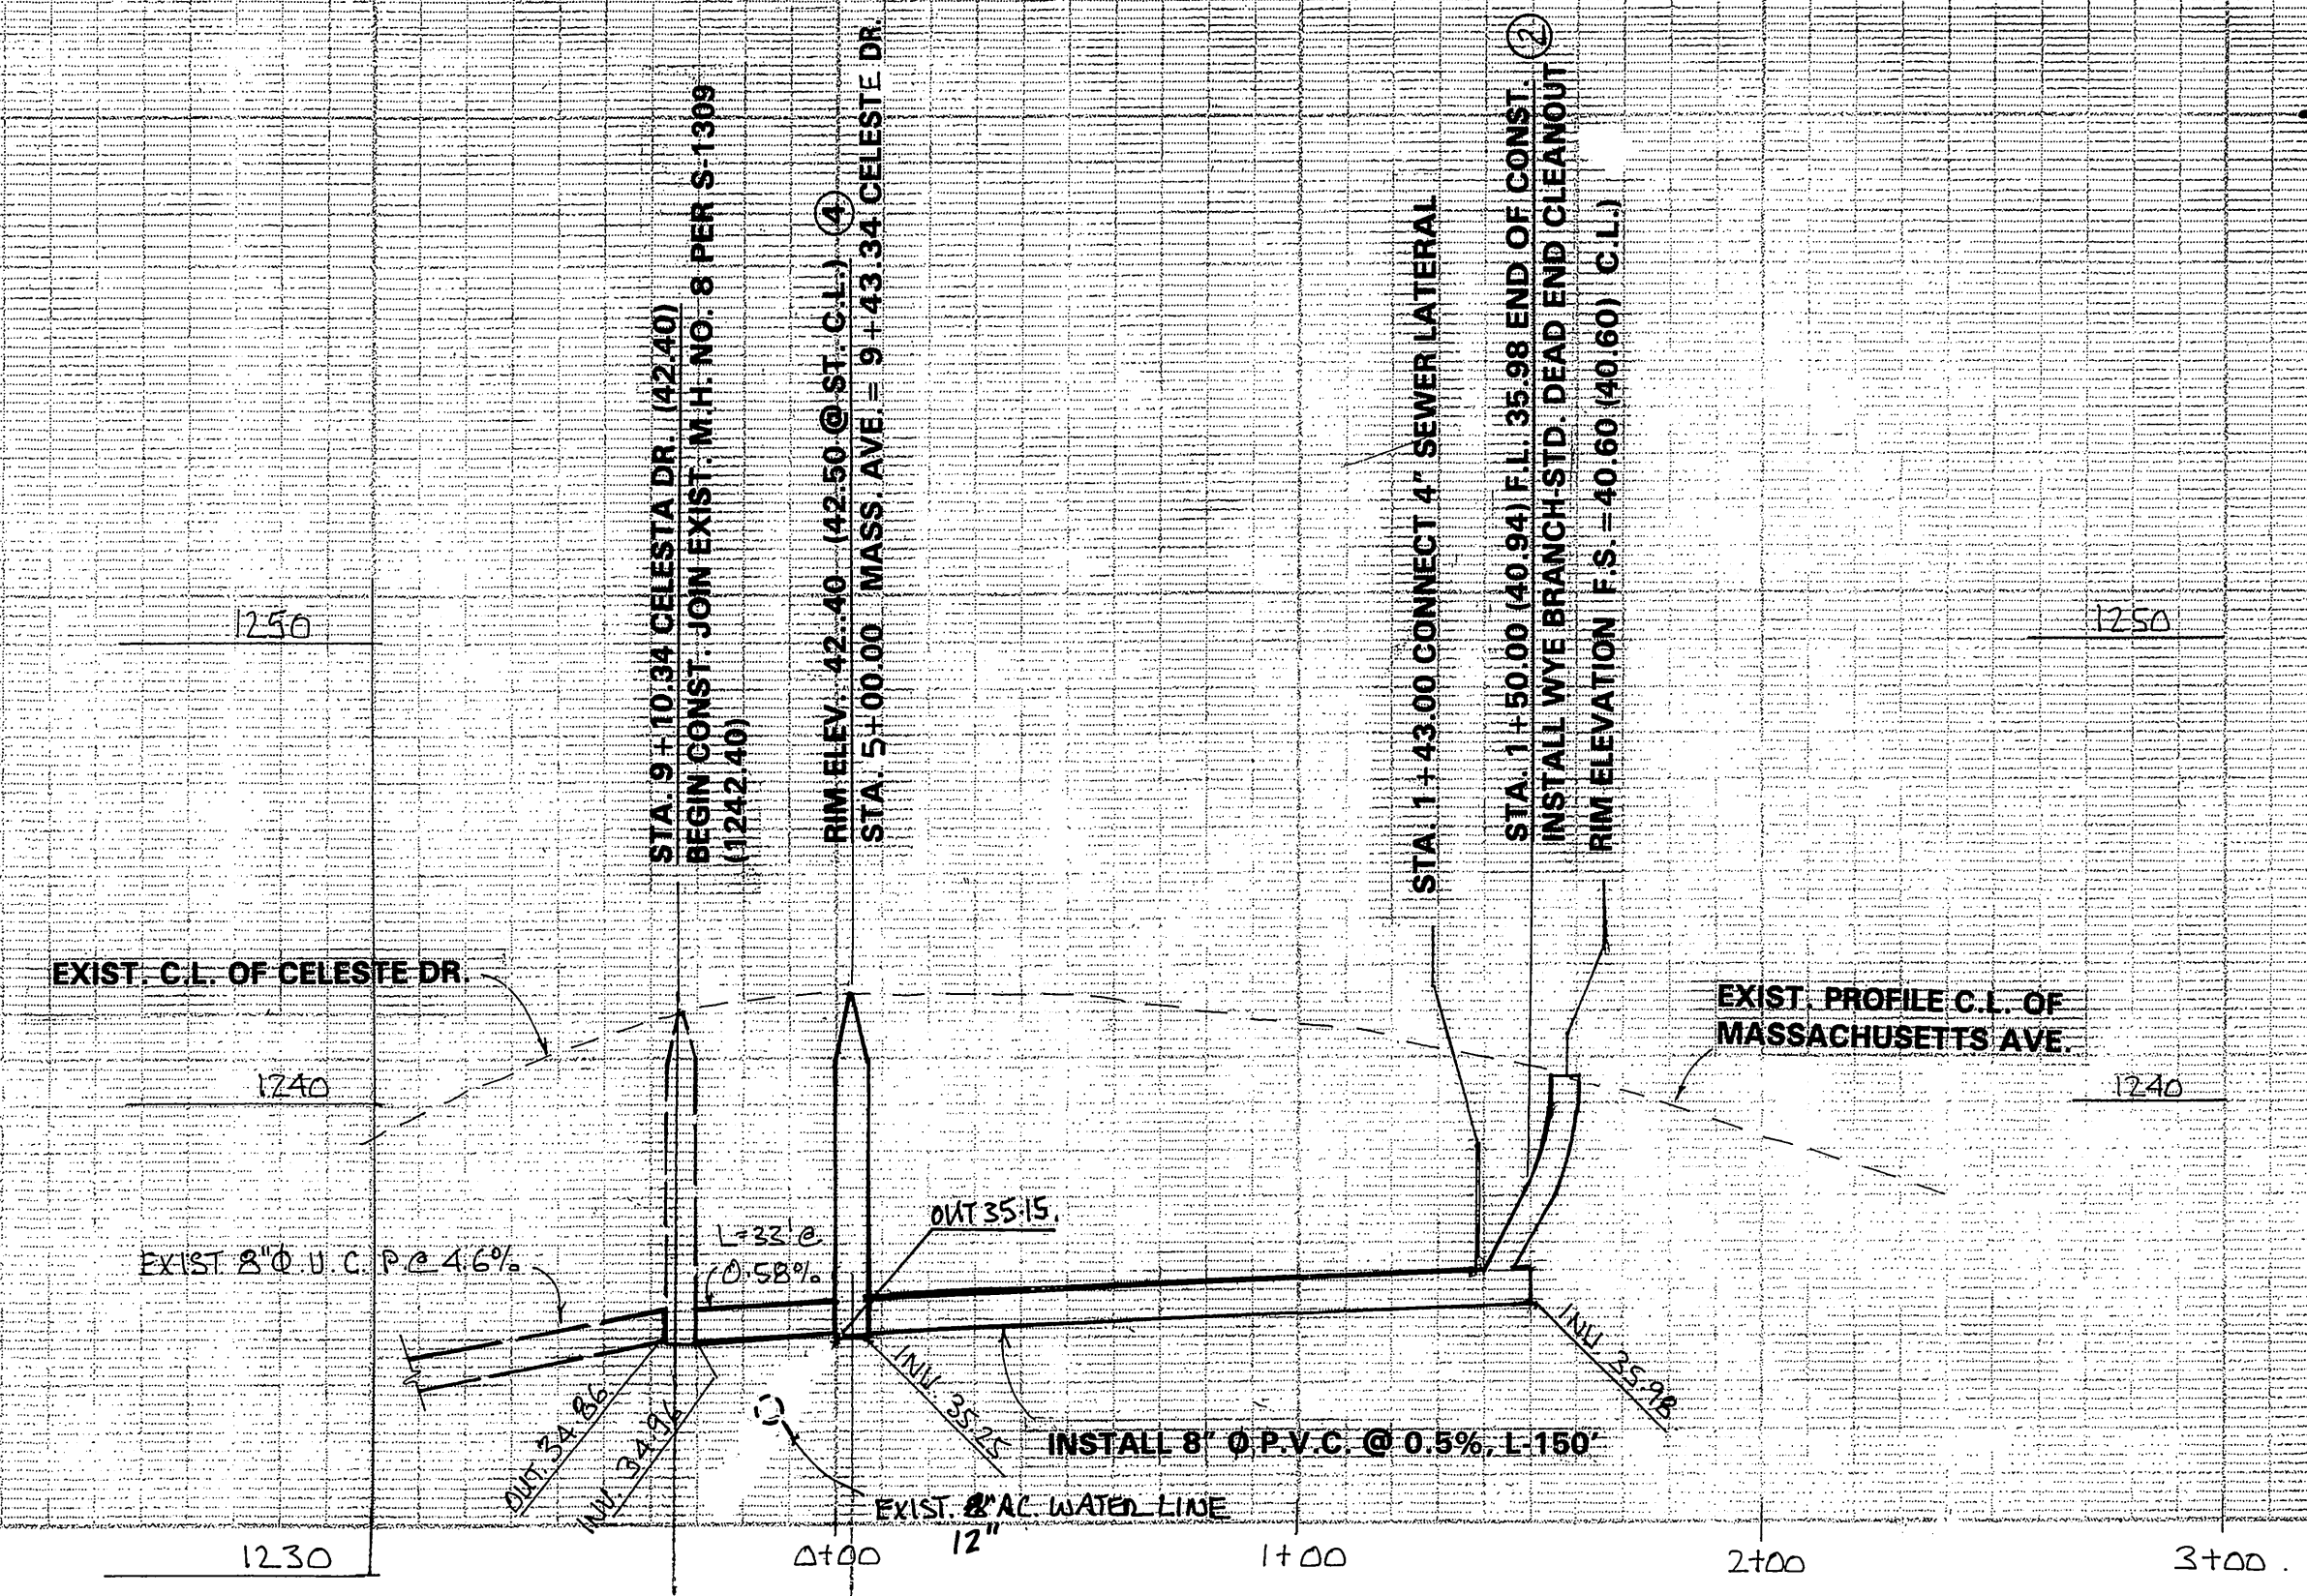 STA. 9+10.34 CELESTA DR. (42.40)
BEGIN CONST. JOIN EXIST. M.H. NO. 8 PER S-1309
(1242.40)
RIM ELEV. 42.40 (42.50 @ ST. C.L.) 4
STA. 5+00.00 MASS. AVE. = 9+43.34 CELESTE DR.
STA. 1+43.00 CONNECT 4" SEWER LATERAL
STA. 1+50.00 (40.94) F.L. 35.98 END OF CONST. 2
INSTALL WYE BRANCH-STD. DEAD END CLEANOUT
RIM ELEVATION F.S. =40.60 (40.60) C.L.)
1250
1250
EXIST. C.L. OF CELESTE DR.
EXIST. PROFILE C.L. OF
MASSACHUSETTS AVE.
1240
1240
OUT 35.15.
L=33' @
0.58%
EXIST 8"Ø.U.C.P.@ 4.6%
OUT. 34.86
INV. 34.96
INV. 35.25
INV. 35.98
INSTALL 8" Ø P.V.C. @ 0.5%, L-150'
EXIST. 8" AC. WATER LINE
12"
1230
0+00
1+00
2+00
3+00.